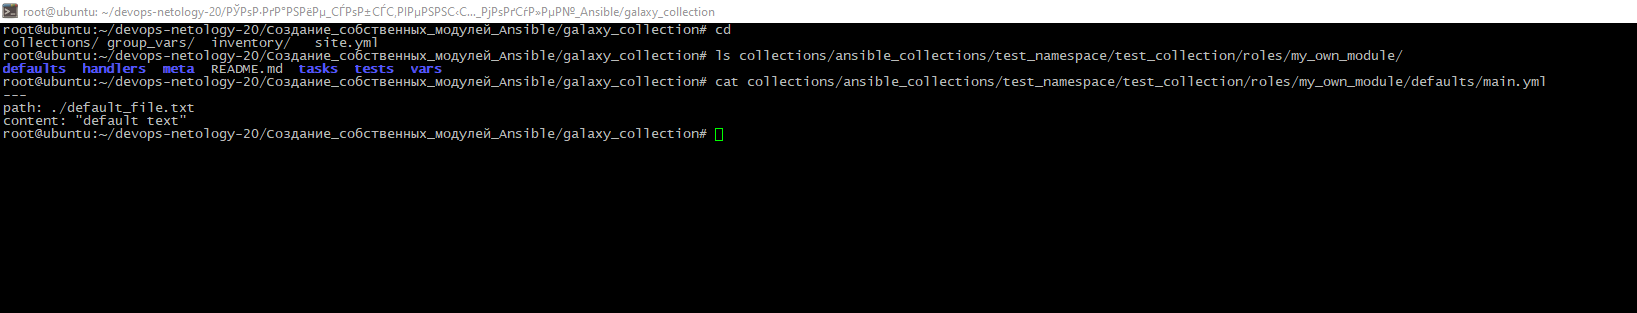 root@ubuntu: ~/devops-netology-20/РЎРѕР·РґР°РЅРёРµ_СЃРѕР±СЃС‚РІРµРЅРЅС‹С…_РјРѕРґСѓР»РµР№_Ansible/galaxy_collection
root@ubuntu:~/devops-netology-20/Создание_собственных_модулей_Ansible/galaxy_collection# cd
collections/ group_vars/  inventory/   site.yml
root@ubuntu:~/devops-netology-20/Создание_собственных_модулей_Ansible/galaxy_collection# ls collections/ansible_collections/test_namespace/test_collection/roles/my_own_module/
defaults  handlers  meta  README.md  tasks  tests  vars
root@ubuntu:~/devops-netology-20/Создание_собственных_модулей_Ansible/galaxy_collection# cat collections/ansible_collections/test_namespace/test_collection/roles/my_own_module/defaults/main.yml
---
path: ./default_file.txt
content: "default text"
root@ubuntu:~/devops-netology-20/Создание_собственных_модулей_Ansible/galaxy_collection#